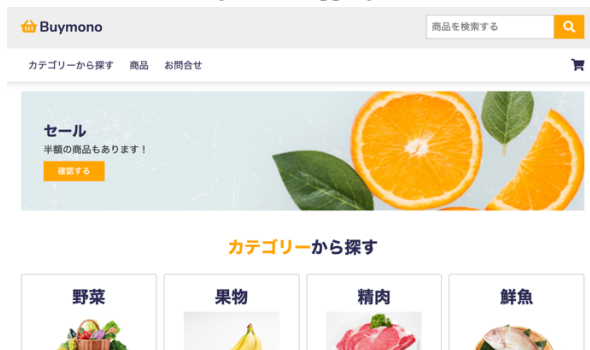 Buymono
商品を検索する
カテゴリーから探す 商品 お問合せ
セール
半額の商品もあります！
確認する
カテゴリーから探す
野菜 果物 精肉 鮮魚